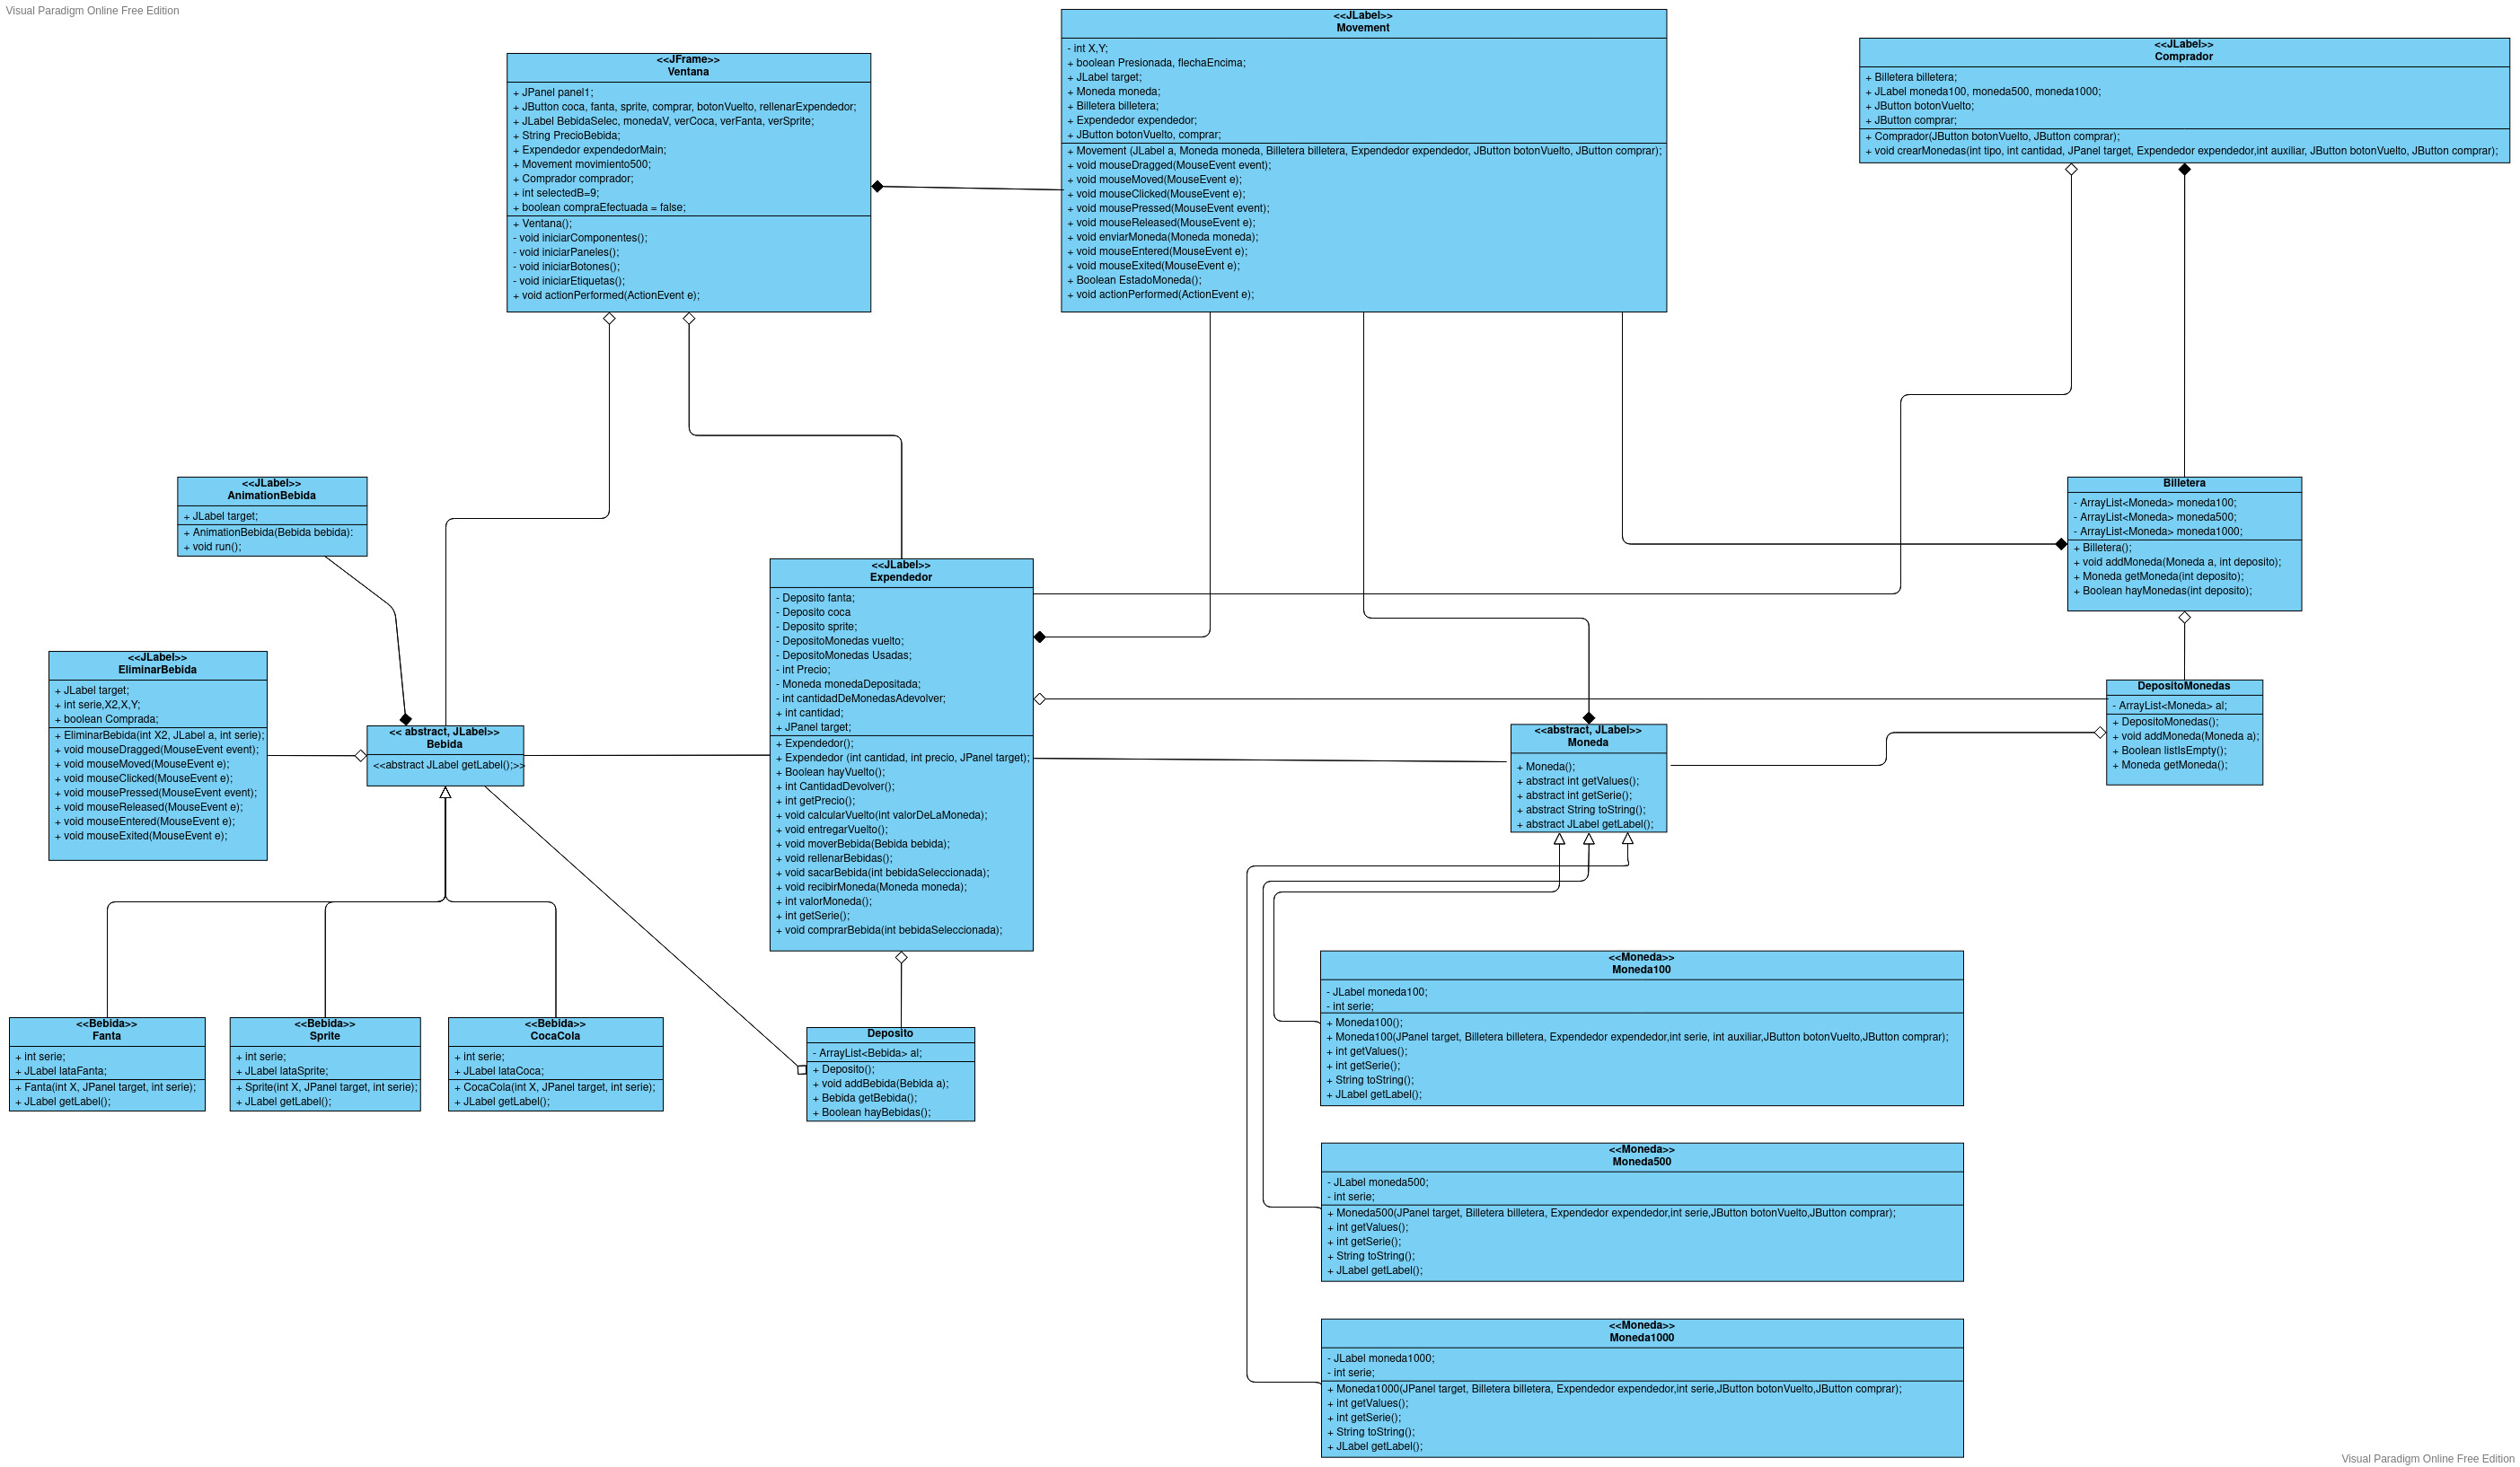 Visual Paradigm Online Free Edition
<<JFrame>>
Ventana
+ JPanel panel1;
+ JButton coca, fanta, sprite, comprar, botonVuelto, rellenarExpendedor;
+ JLabel BebidaSelec, monedaV, verCoca, verFanta, verSprite;
+ String PrecioBebida;
+ Expendedor expendedorMain;
+ Movement movimiento500;
+ Comprador comprador;
+ int selectedB=9;
+ boolean compraEfectuada = false;
+ Ventana();
- void iniciarComponentes();
- void iniciarPaneles();
- void iniciarBotones();
- void iniciarEtiquetas();
+ void actionPerformed(ActionEvent e);
<<JLabel>>
Movement
- int X,Y;
+ boolean Presionada, flechaEncima;
+ JLabel target;
+ Moneda moneda;
+ Billetera billetera;
+ Expendedor expendedor;
+ JButton botonVuelto, comprar;
+ Movement (JLabel a, Moneda moneda, Billetera billetera, Expendedor expendedor, JButton botonVuelto, JButton comprar);
+ void mouseDragged(MouseEvent event);
+ void mouseMoved(MouseEvent e);
+ void mouseClicked(MouseEvent e);
+ void mousePressed(MouseEvent event);
+ void mouseReleased(MouseEvent e);
+ void enviarMoneda(Moneda moneda);
+ void mouseEntered(MouseEvent e);
+ void mouseExited(MouseEvent e);
+ Boolean EstadoMoneda();
+ void actionPerformed(ActionEvent e);
<<JLabel>>
Comprador
+ Billetera billetera;
+ JLabel moneda100, moneda500, moneda1000;
+ JButton botonVuelto;
+ JButton comprar;
+ Comprador(JButton botonVuelto, JButton comprar);
+ void crearMonedas(int tipo, int cantidad, JPanel target, Expendedor expendedor,int auxiliar, JButton botonVuelto, JButton comprar);
<<JLabel>>
AnimationBebida
+ JLabel target;
+ AnimationBebida(Bebida bebida):
+ void run();
Billetera
- ArrayList<Moneda> moneda100;
- ArrayList<Moneda> moneda500;
- ArrayList<Moneda> moneda1000;
+ Billetera();
+ void addMoneda(Moneda a, int deposito);
+ Moneda getMoneda(int deposito);
+ Boolean hayMonedas(int deposito);
<<JLabel>>
Expendedor
- Deposito fanta;
- Deposito coca
- Deposito sprite;
- DepositoMonedas vuelto;
- DepositoMonedas Usadas;
- int Precio;
- Moneda monedaDepositada;
- int cantidadDeMonedasAdevolver;
+ int cantidad;
+ JPanel target;
+ Expendedor();
+ Expendedor (int cantidad, int precio, JPanel target);
+ Boolean hayVuelto();
+ int CantidadDevolver();
+ int getPrecio();
+ void calcularVuelto(int valorDeLaMoneda);
+ void entregarVuelto();
+ void moverBebida(Bebida bebida);
+ void rellenarBebidas();
+ void sacarBebida(int bebidaSeleccionada);
+ void recibirMoneda(Moneda moneda);
+ int valorMoneda();
+ int getSerie();
+ void comprarBebida(int bebidaSeleccionada);
<<JLabel>>
EliminarBebida
+ JLabel target;
+ int serie,X2,X,Y;
+ boolean Comprada;
+ EliminarBebida(int X2, JLabel a, int serie);
+ void mouseDragged(MouseEvent event);
+ void mouseMoved(MouseEvent e);
+ void mouseClicked(MouseEvent e);
+ void mousePressed(MouseEvent event);
+ void mouseReleased(MouseEvent e);
+ void mouseEntered(MouseEvent e);
+ void mouseExited(MouseEvent e);
<< abstract, JLabel>>
Bebida
<<abstract JLabel getLabel();>>
DepositoMonedas
- ArrayList<Moneda> al;
+ DepositoMonedas();
+ void addMoneda(Moneda a);
+ Boolean listIsEmpty();
+ Moneda getMoneda();
<<abstract, JLabel>>
Moneda
+ Moneda();
+ abstract int getValues();
+ abstract int getSerie();
+ abstract String toString();
+ abstract JLabel getLabel();
<<Bebida>>
Fanta
+ int serie;
+ JLabel lataFanta;
+ Fanta(int X, JPanel target, int serie);
+ JLabel getLabel();
<<Bebida>>
Sprite
+ int serie;
+ JLabel lataSprite;
+ Sprite(int X, JPanel target, int serie);
+ JLabel getLabel();
<<Bebida>>
CocaCola
+ int serie;
+ JLabel lataCoca;
+ CocaCola(int X, JPanel target, int serie);
+ JLabel getLabel();
Deposito
- ArrayList<Bebida> al;
+ Deposito();
+ void addBebida(Bebida a);
+ Bebida getBebida();
+ Boolean hayBebidas();
<<Moneda>>
Moneda100
- JLabel moneda100;
- int serie;
+ Moneda100();
+ Moneda100(JPanel target, Billetera billetera, Expendedor expendedor,int serie, int auxiliar,JButton botonVuelto,JButton comprar);
+ int getValues();
+ int getSerie();
+ String toString();
+ JLabel getLabel();
<<Moneda>>
Moneda500
- JLabel moneda500;
- int serie;
+ Moneda500(JPanel target, Billetera billetera, Expendedor expendedor,int serie,JButton botonVuelto,JButton comprar);
+ int getValues();
+ int getSerie();
+ String toString();
+ JLabel getLabel();
<<Moneda>>
Moneda1000
- JLabel moneda1000;
- int serie;
+ Moneda1000(JPanel target, Billetera billetera, Expendedor expendedor,int serie,JButton botonVuelto,JButton comprar);
+ int getValues();
+ int getSerie();
+ String toString();
+ JLabel getLabel();
Visual Paradigm Online Free Edition